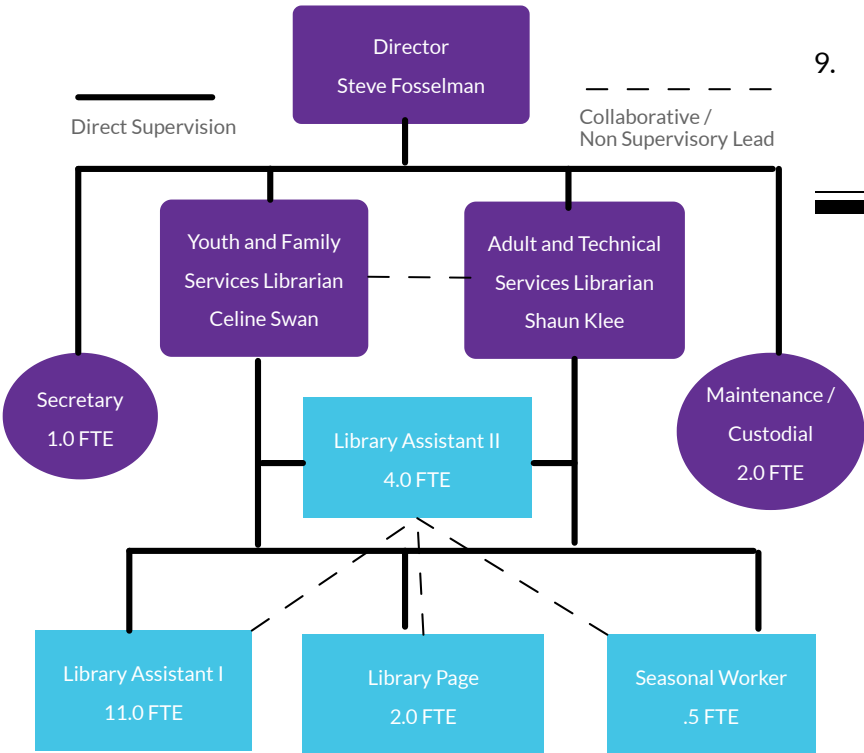 Director
Steve Fosselman
9.
Direct Supervision
Collaborative /
Non Supervisory Lead
Youth and Family
Services Librarian
Celine Swan
Adult and Technical
Services Librarian
Shaun Klee
Secretary
1.0 FTE
Library Assistant II
4.0 FTE
Maintenance /
Custodial
2.0 FTE
Library Assistant I
11.0 FTE
Library Page
2.0 FTE
Seasonal Worker
.5 FTE